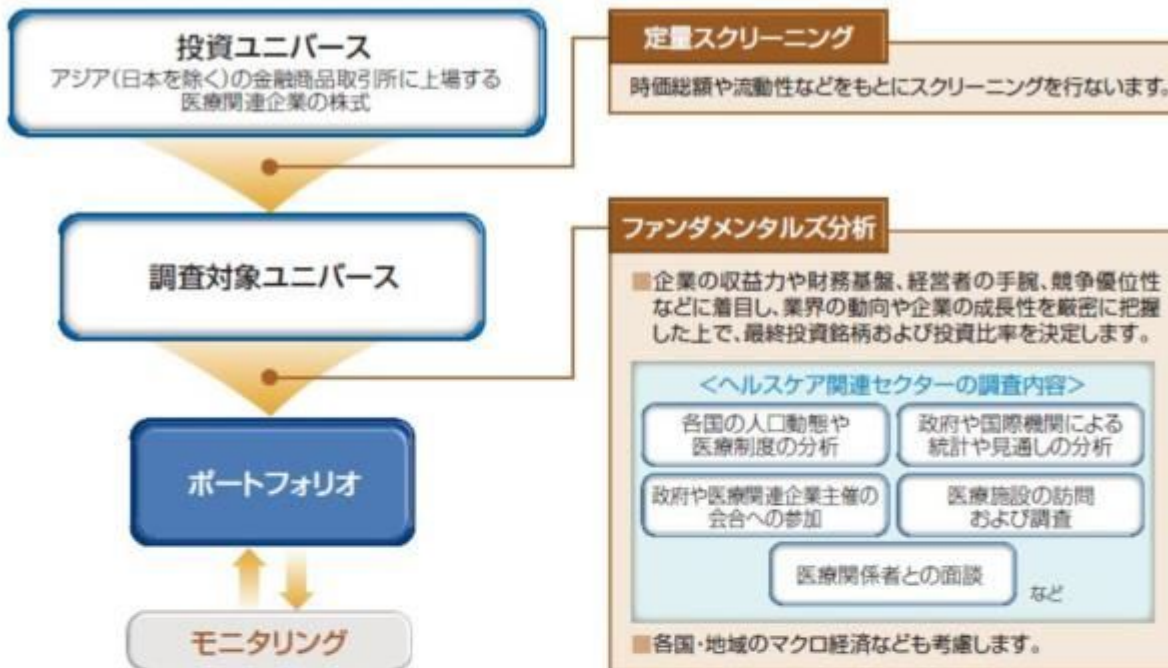 投資ユニバース
アジア(日本を除く)の金融商品取引所に上場する
医療関連企業の株式
定量スクリーニング
時価総額や流動性などをもとにスクリーニングを行ないます。
調査対象ユニバース
ファンダメンタルズ分析
■企業の収益力や財務基盤、経営者の手腕、競争優位性
などに着目し、業界の動向や企業の成長性を厳密に把握
した上で、最終投資銘柄および投資比率を決定します。
<ヘルスケア関連セクターの調査内容>
各国の人口動態や
医療制度の分析
政府や国際機関による
統計や見通しの分析
政府や医療関連企業主催の
会合への参加
医療施設の訪問
および調査
医療関係者との面談
など
■各国・地域のマクロ経済なども考慮します。
ポートフォリオ
モニタリング